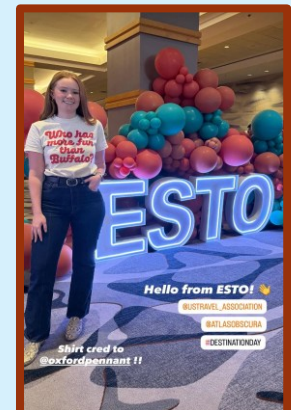 Who has
more fun
than
Buffalo?
ESTO
Hello from ESTO! 👋
@USTRAVEL_ASSOCIATION
@ATLASOBSCURA
#DESTINATIONDAY
Shirt cred to
@oxfordpennant !!